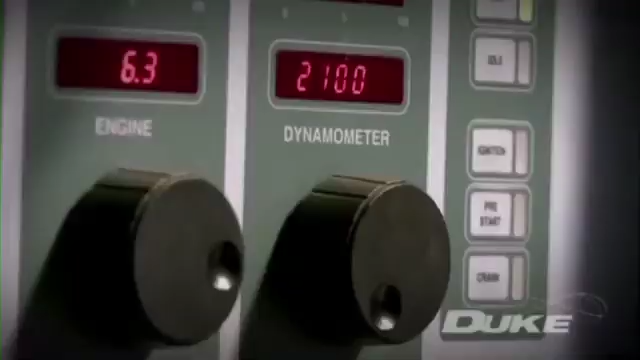 6.3
2100
ENGINE
DYNAMOMETER
IDLE
IGNITION
PRE
START
CRANK
DUKE